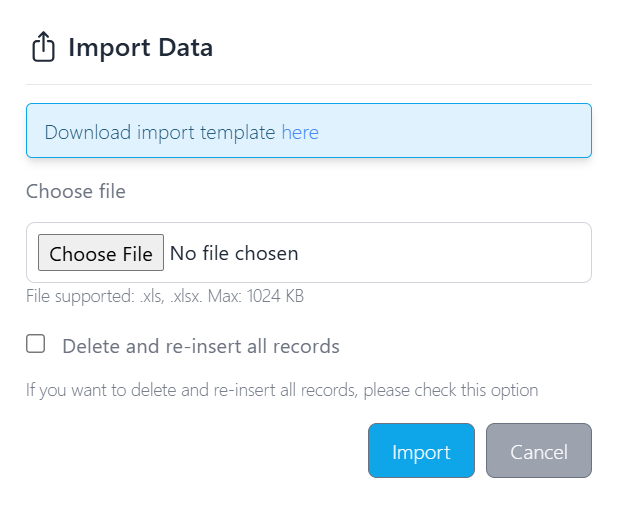 Import Data
Download import template here
Choose file
Choose File No file chosen
File supported: .xls, .xlsx. Max: 1024 KB
Delete and re-insert all records
If you want to delete and re-insert all records, please check this option
Import Cancel